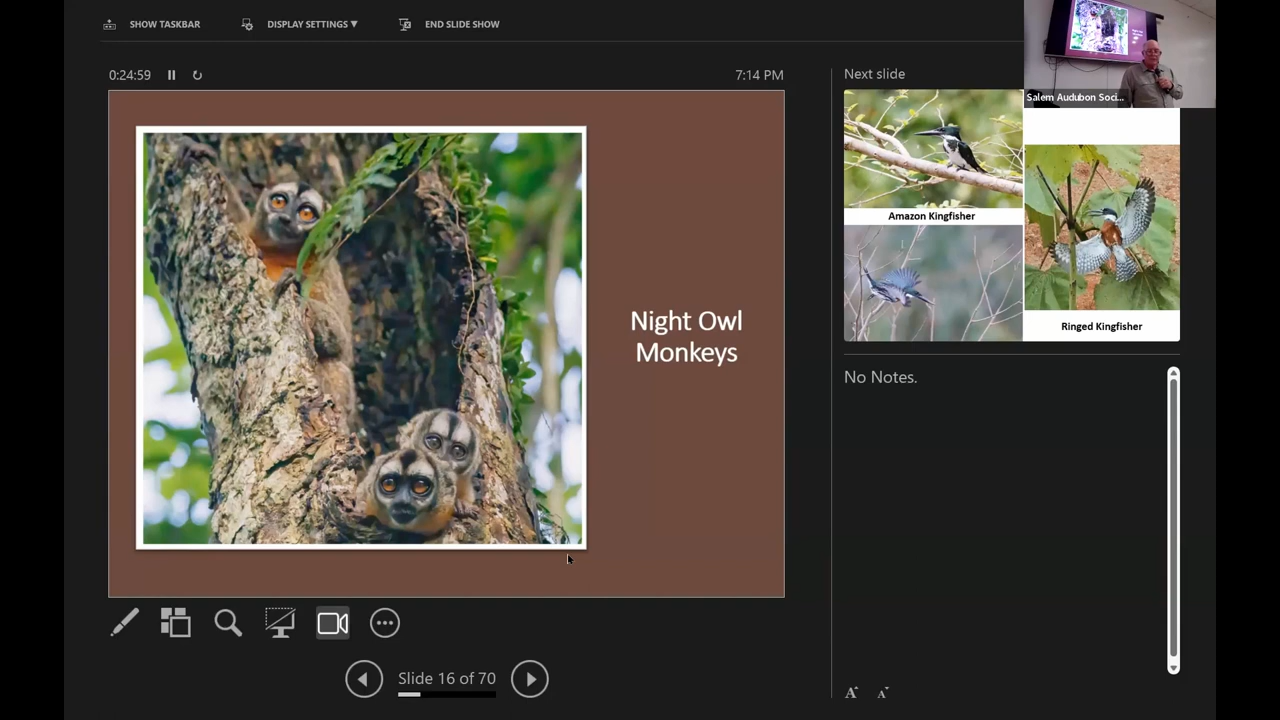 SHOW TASKBAR
DISPLAY SETTINGS ▼
END SLIDE SHOW
0:24:59
7:14 PM
Night Owl
Monkeys
Slide 16 of 70
Next slide
Salem Audubon Soci...
Amazon Kingfisher
Ringed Kingfisher
No Notes.
A
A